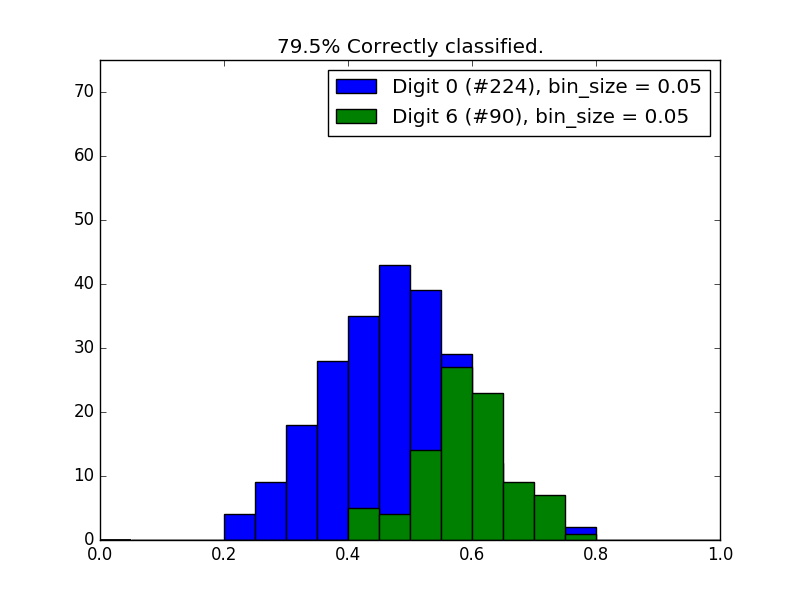 79.5% Correctly classified.
Digit 0 (#224), bin_size = 0.05
Digit 6 (#90), bin_size = 0.05
70
60
50
40
30
20
10
0
0.0 0.2 0.4 0.6 0.8 1.0